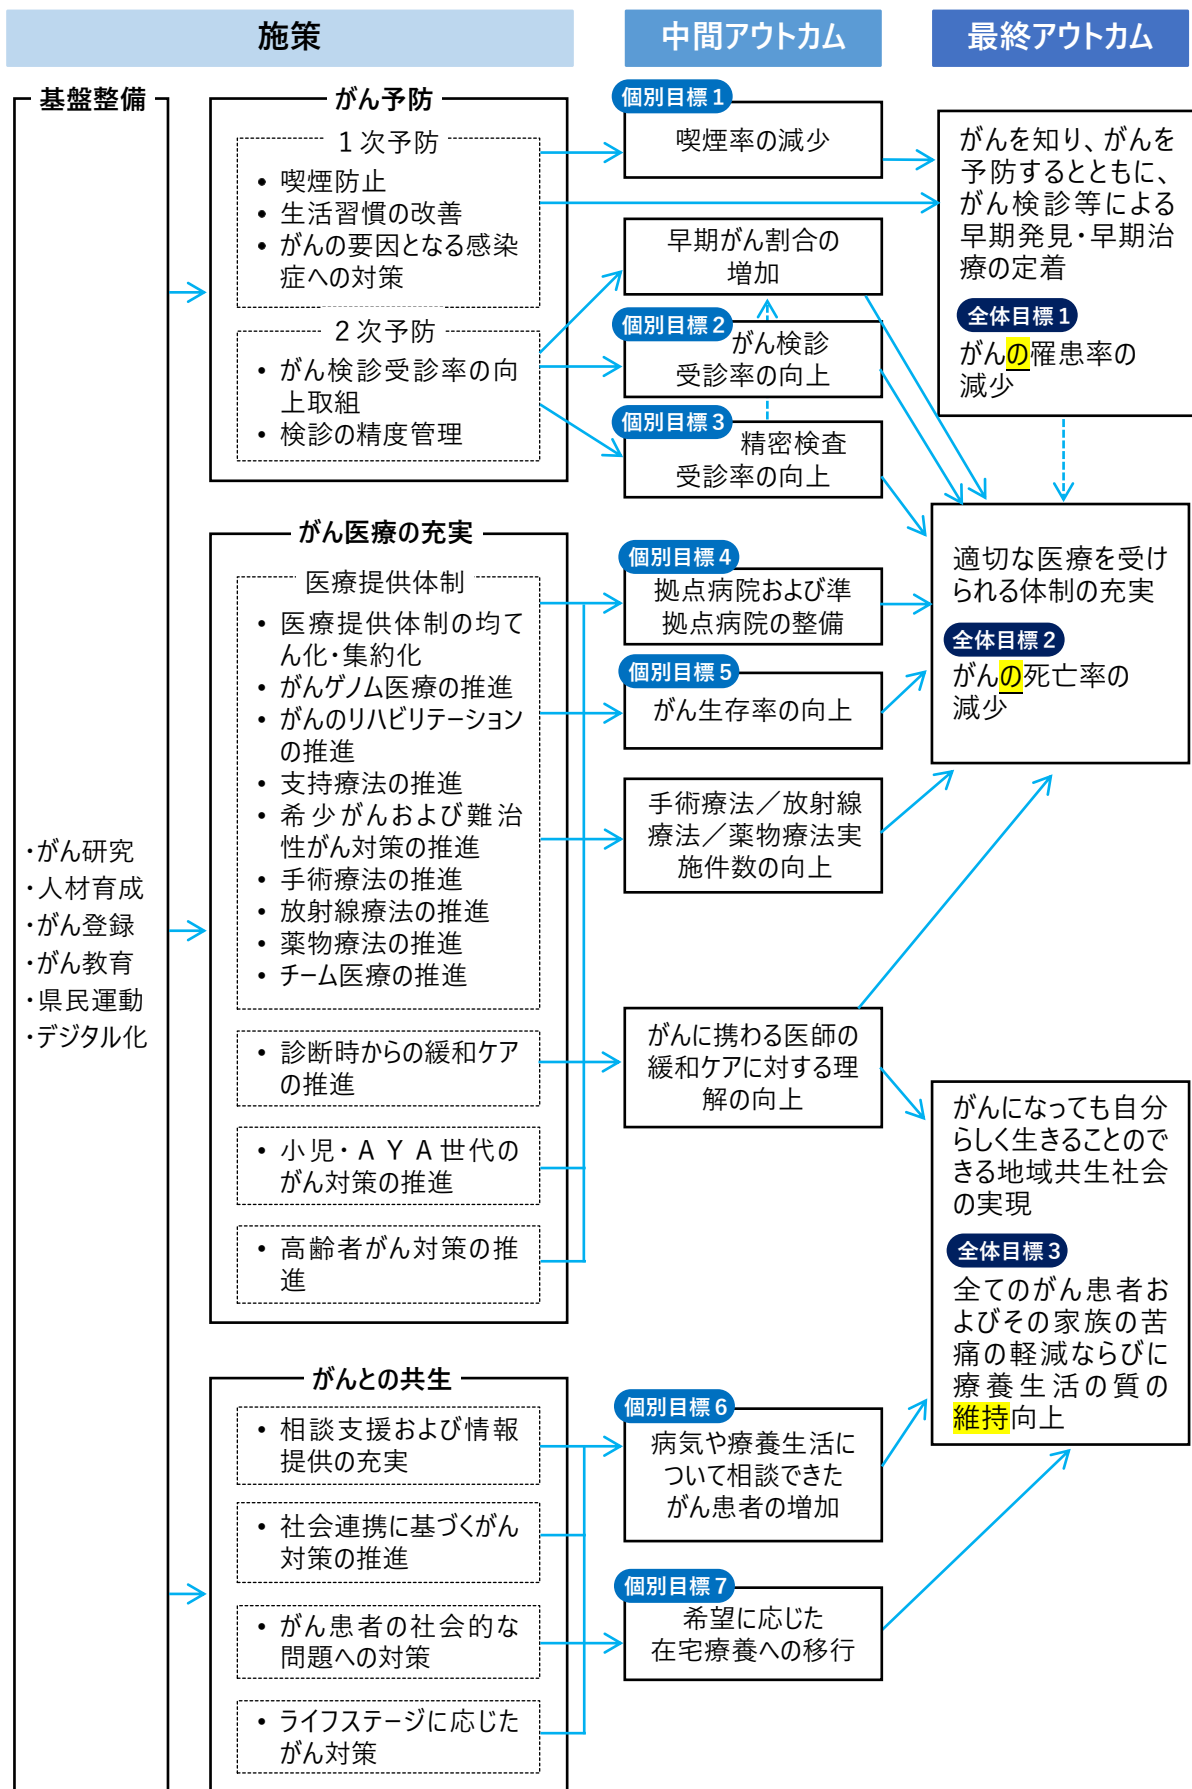 施策
中間アウトカム
最終アウトカム
基盤整備
・がん研究
・人材育成
・がん登録
・がん教育
・県民運動
・デジタル化
がん予防
1次予防
• 喫煙防止
• 生活習慣の改善
• がんの要因となる感染
症への対策
2次予防
• がん検診受診率の向
上取組
• 検診の精度管理
がん医療の充実
医療提供体制
• 医療提供体制の均て
ん化・集約化
• がんゲノム医療の推進
• がんのリハビリテーション
の推進
• 支持療法の推進
• 希少がんおよび難治
性がん対策の推進
• 手術療法の推進
• 放射線療法の推進
• 薬物療法の推進
• チーム医療の推進
• 診断時からの緩和ケア
の推進
• 小児・AYA世代の
がん対策の推進
• 高齢者がん対策の推
進
がんとの共生
• 相談支援および情報
提供の充実
• 社会連携に基づくがん
対策の推進
• がん患者の社会的な
問題への対策
• ライフステージに応じた
がん対策
個別目標1
喫煙率の減少
早期がん割合の
増加
個別目標2
がん検診
受診率の向上
個別目標3
精密検査
受診率の向上
個別目標4
拠点病院および準
拠点病院の整備
個別目標5
がん生存率の向上
手術療法／放射線
療法／薬物療法実
施件数の向上
がんに携わる医師の
緩和ケアに対する理
解の向上
個別目標6
病気や療養生活に
ついて相談できた
がん患者の増加
個別目標7
希望に応じた
在宅療養への移行
がんを知り、がんを
予防するとともに、
がん検診等による
早期発見・早期治
療の定着
全体目標1
がんの罹患率の
減少
適切な医療を受け
られる体制の充実
全体目標2
がんの死亡率の
減少
がんになっても自分
らしく生きることので
きる地域共生社会
の実現
全体目標3
全てのがん患者お
よびその家族の苦
痛の軽減ならびに
療養生活の質の
維持向上